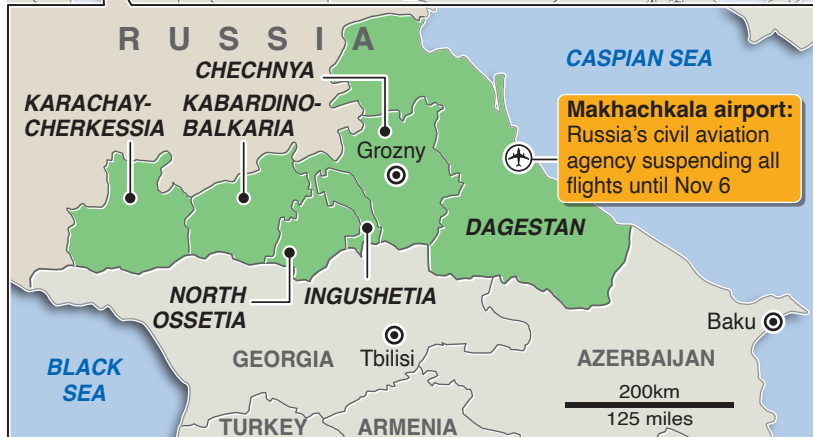 RUSSIA
CHECHNYA
CASPIAN SEA
KARACHAY-
CHERKESSIA
KABARDINO-
BALKARIA
Makhachkala airport:
Russia's civil aviation
agency suspending all
flights until Nov 6
Grozny
DAGESTAN
NORTH
OSSETIA
INGUSHETIA
Baku
BLACK
SEA
GEORGIA
Tbilisi
AZERBAIJAN
200km
125 miles
TURKEY
ARMENIA